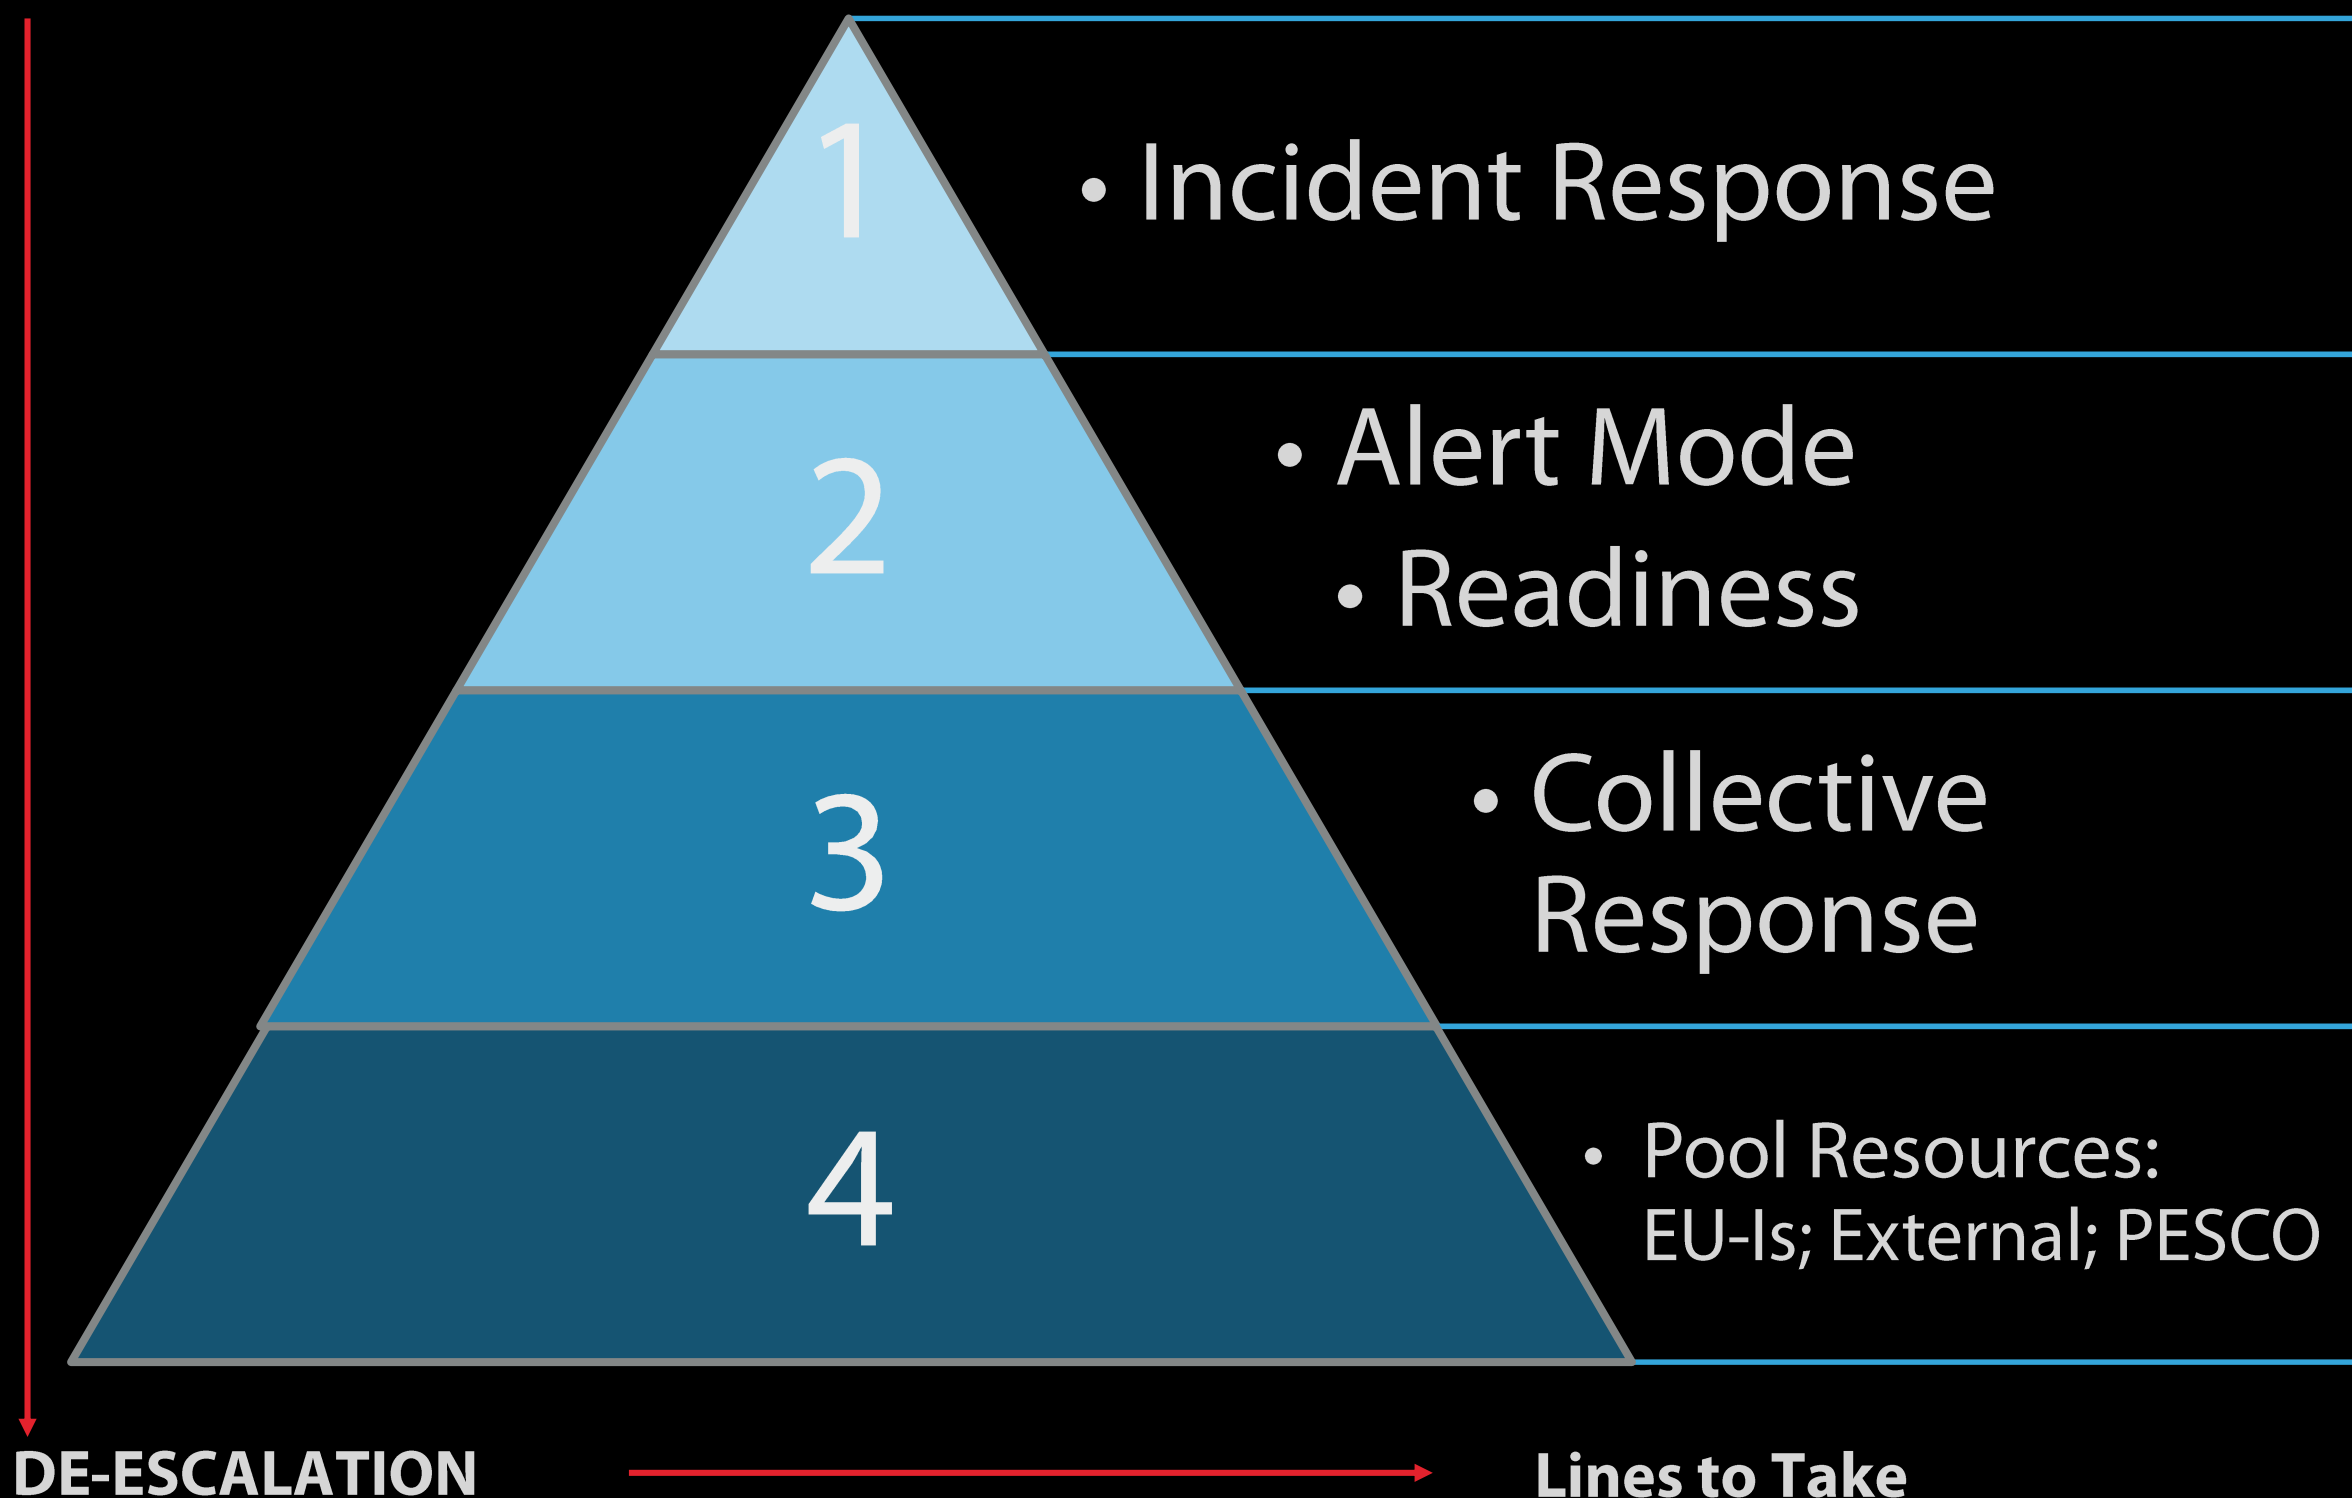 1
• Incident Response
2
• Alert Mode
• Readiness
3
• Collective
Response
4
• Pool Resources:
EU-Is; External; PESCO
DE-ESCALATION
Lines to Take